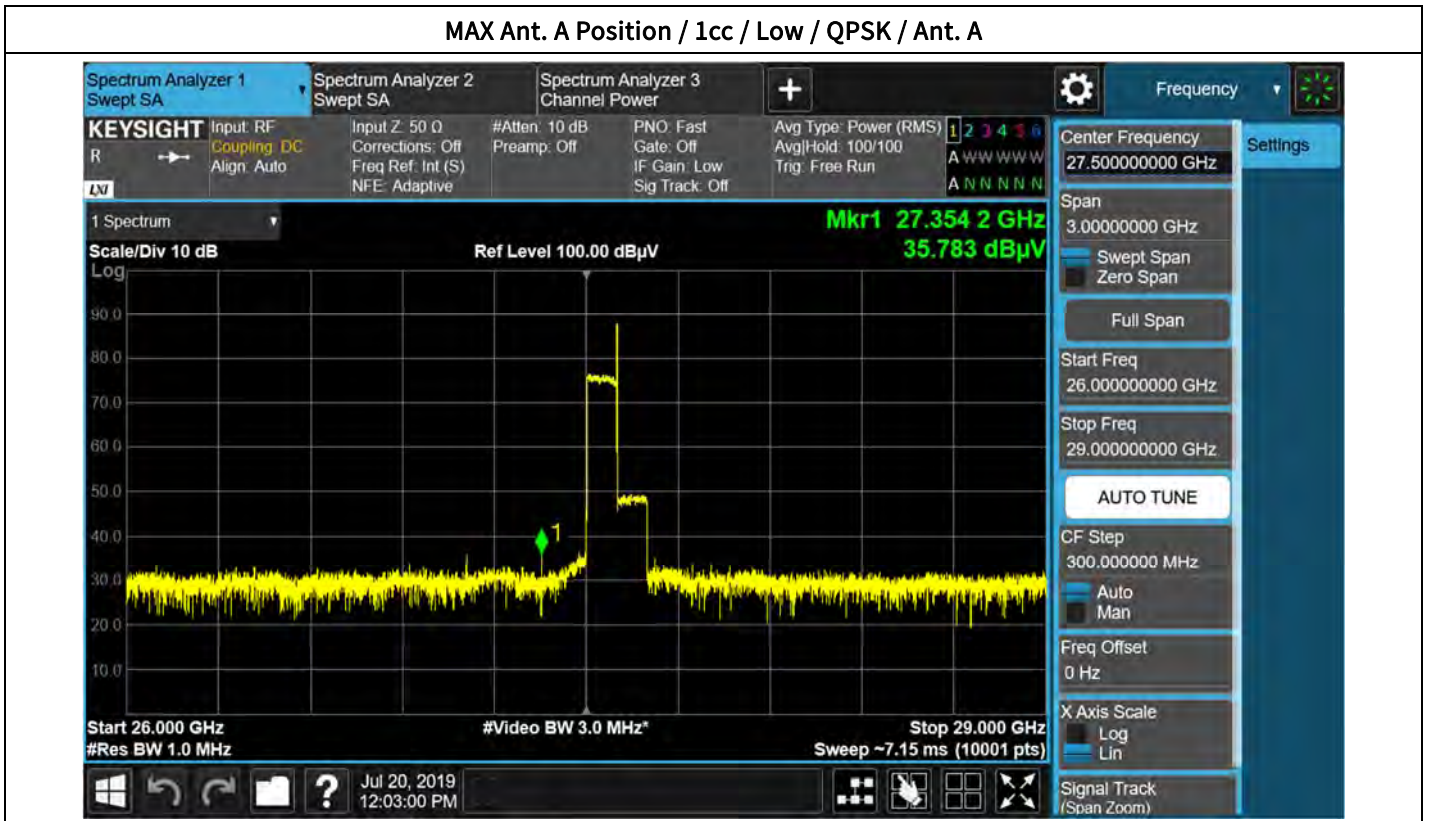 MAX Ant. A Position / 1cc / Low / QPSK / Ant. A
Spectrum Analyzer 1
Swept SA
Spectrum Analyzer 2
Swept SA
Spectrum Analyzer 3
Channel Power
+
Frequency
KEYSIGHT
R
LXI
Input: RF
Coupling: DC
Align: Auto
Input Z: 50 Ω
Corrections: Off
Freq Ref: Int (S)
NFE: Adaptive
#Atten: 10 dB
Preamp: Off
PNO: Fast
Gate: Off
IF Gain: Low
Sig Track: Off
Avg Type: Power (RMS)
Avg|Hold: 100/100
Trig: Free Run
1 2 3 4 5 6
A W W W W W
A N N N N N
Center Frequency
27.500000000 GHz
Settings
Span
3.00000000 GHz
Swept Span
Zero Span
Full Span
Start Freq
26.000000000 GHz
Stop Freq
29.000000000 GHz
AUTO TUNE
CF Step
300.000000 MHz
Auto
Man
Freq Offset
0 Hz
X Axis Scale
Log
Lin
Signal Track
(Span Zoom)
1 Spectrum
Mkr1 27.354 2 GHz
Scale/Div 10 dB
Ref Level 100.00 dBµV
35.783 dBµV
Log
90.0
80.0
70.0
60.0
50.0
40.0
30.0
20.0
10.0
1
Start 26.000 GHz
#Video BW 3.0 MHz*
Stop 29.000 GHz
#Res BW 1.0 MHz
Sweep ~7.15 ms (10001 pts)
?
Jul 20, 2019
12:03:00 PM